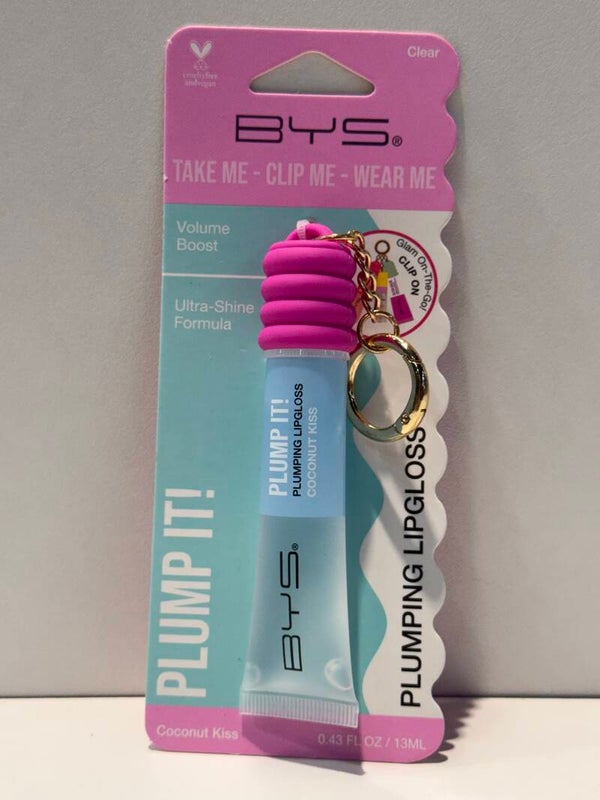 Clear
crueltyfree
andvegan
BYS®
TAKE ME - CLIP ME - WEAR ME
Volume
Boost
Ultra-Shine
Formula
Glam On-The-Go!
CLIP ON
PLUMP IT!
PLUMPING LIPGLOSS
COCONUT KISS
BYS®
PLUMP IT!
PLUMPING LIPGLOSS
Coconut Kiss
0.43 FL OZ / 13ML